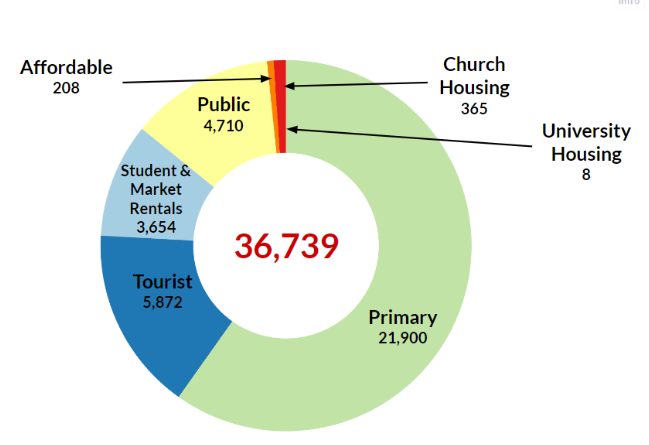 Affordable
208
Church
Housing
365
Public
4,710
University
Housing
8
Student &
Market
Rentals
3,654
36,739
Tourist
5,872
Primary
21,900